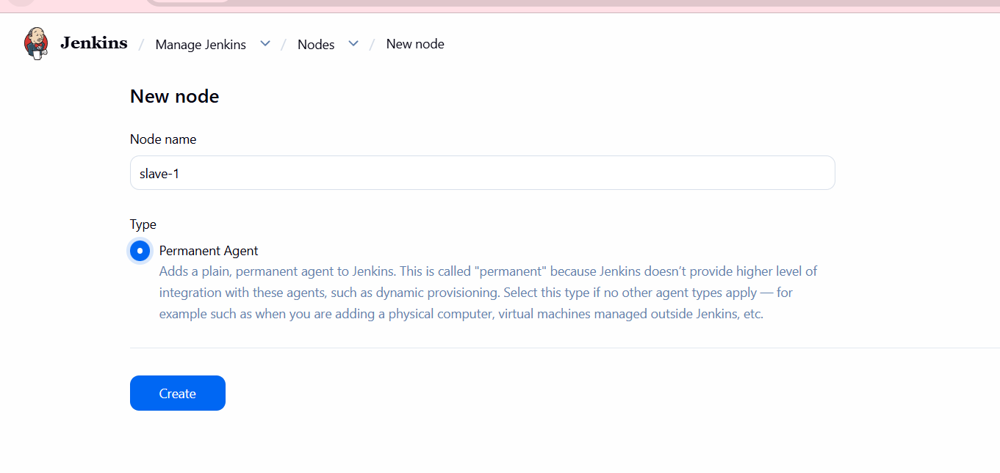 Jenkins / Manage Jenkins / Nodes / New node
New node
Node name
slave-1
Type
Permanent Agent
Adds a plain, permanent agent to Jenkins. This is called "permanent" because Jenkins doesn’t provide higher level of
integration with these agents, such as dynamic provisioning. Select this type if no other agent types apply — for
example such as when you are adding a physical computer, virtual machines managed outside Jenkins, etc.
Create